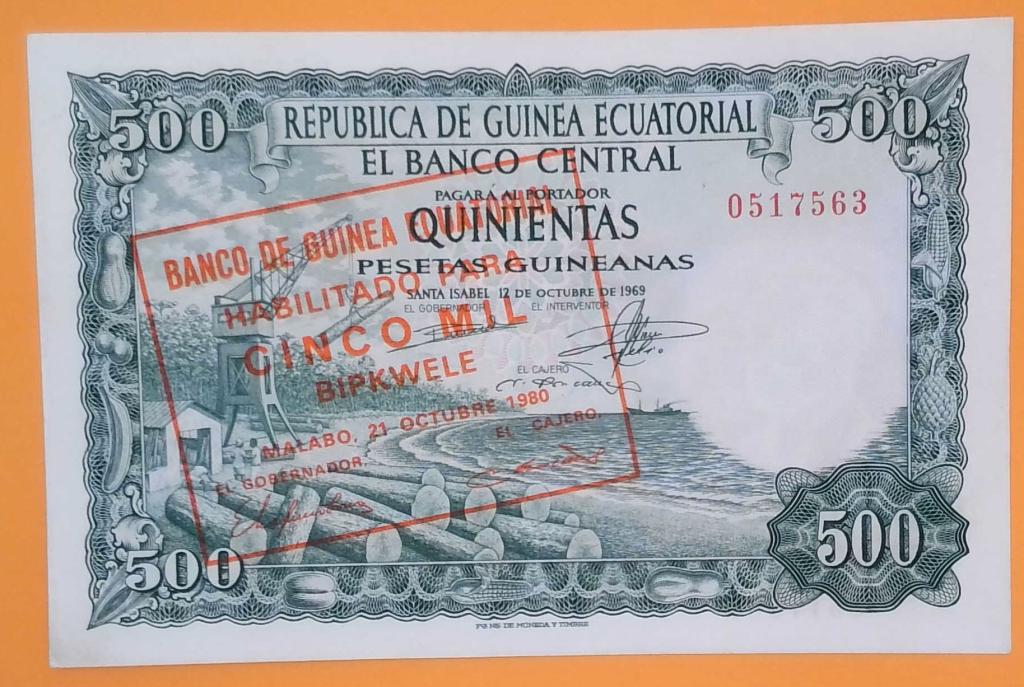 500
500
REPUBLICA DE GUINEA ECUATORIAL
EL BANCO CENTRAL
PAGARÁ AL PORTADOR
QUINIENTAS
PESETAS GUINEANAS
SANTA ISABEL 12 DE OCTUBRE DE 1969
EL GOBERNADOR
EL INTERVENTOR
EL CAJERO
0517563
BANCO DE GUINEA ECUATORIAL
HABILITADO PARA
CINCO MIL
BIPKWELE
MALABO, 21 OCTUBRE 1980
EL GOBERNADOR,
EL CAJERO,
500
500
DE MONEDA Y TIMBRE